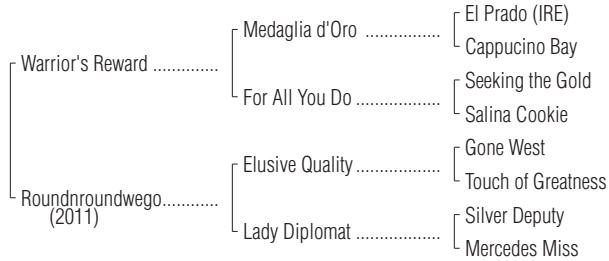 El Prado (IRE)
Medaglia d'Oro ..................
Cappucino Bay
Warrior's Reward .............
Seeking the Gold
For All You Do .................
Salina Cookie
Gone West
Elusive Quality .................
Touch of Greatness
Roundnroundwego............
(2011)
Silver Deputy
Lady Diplomat .................
Mercedes Miss